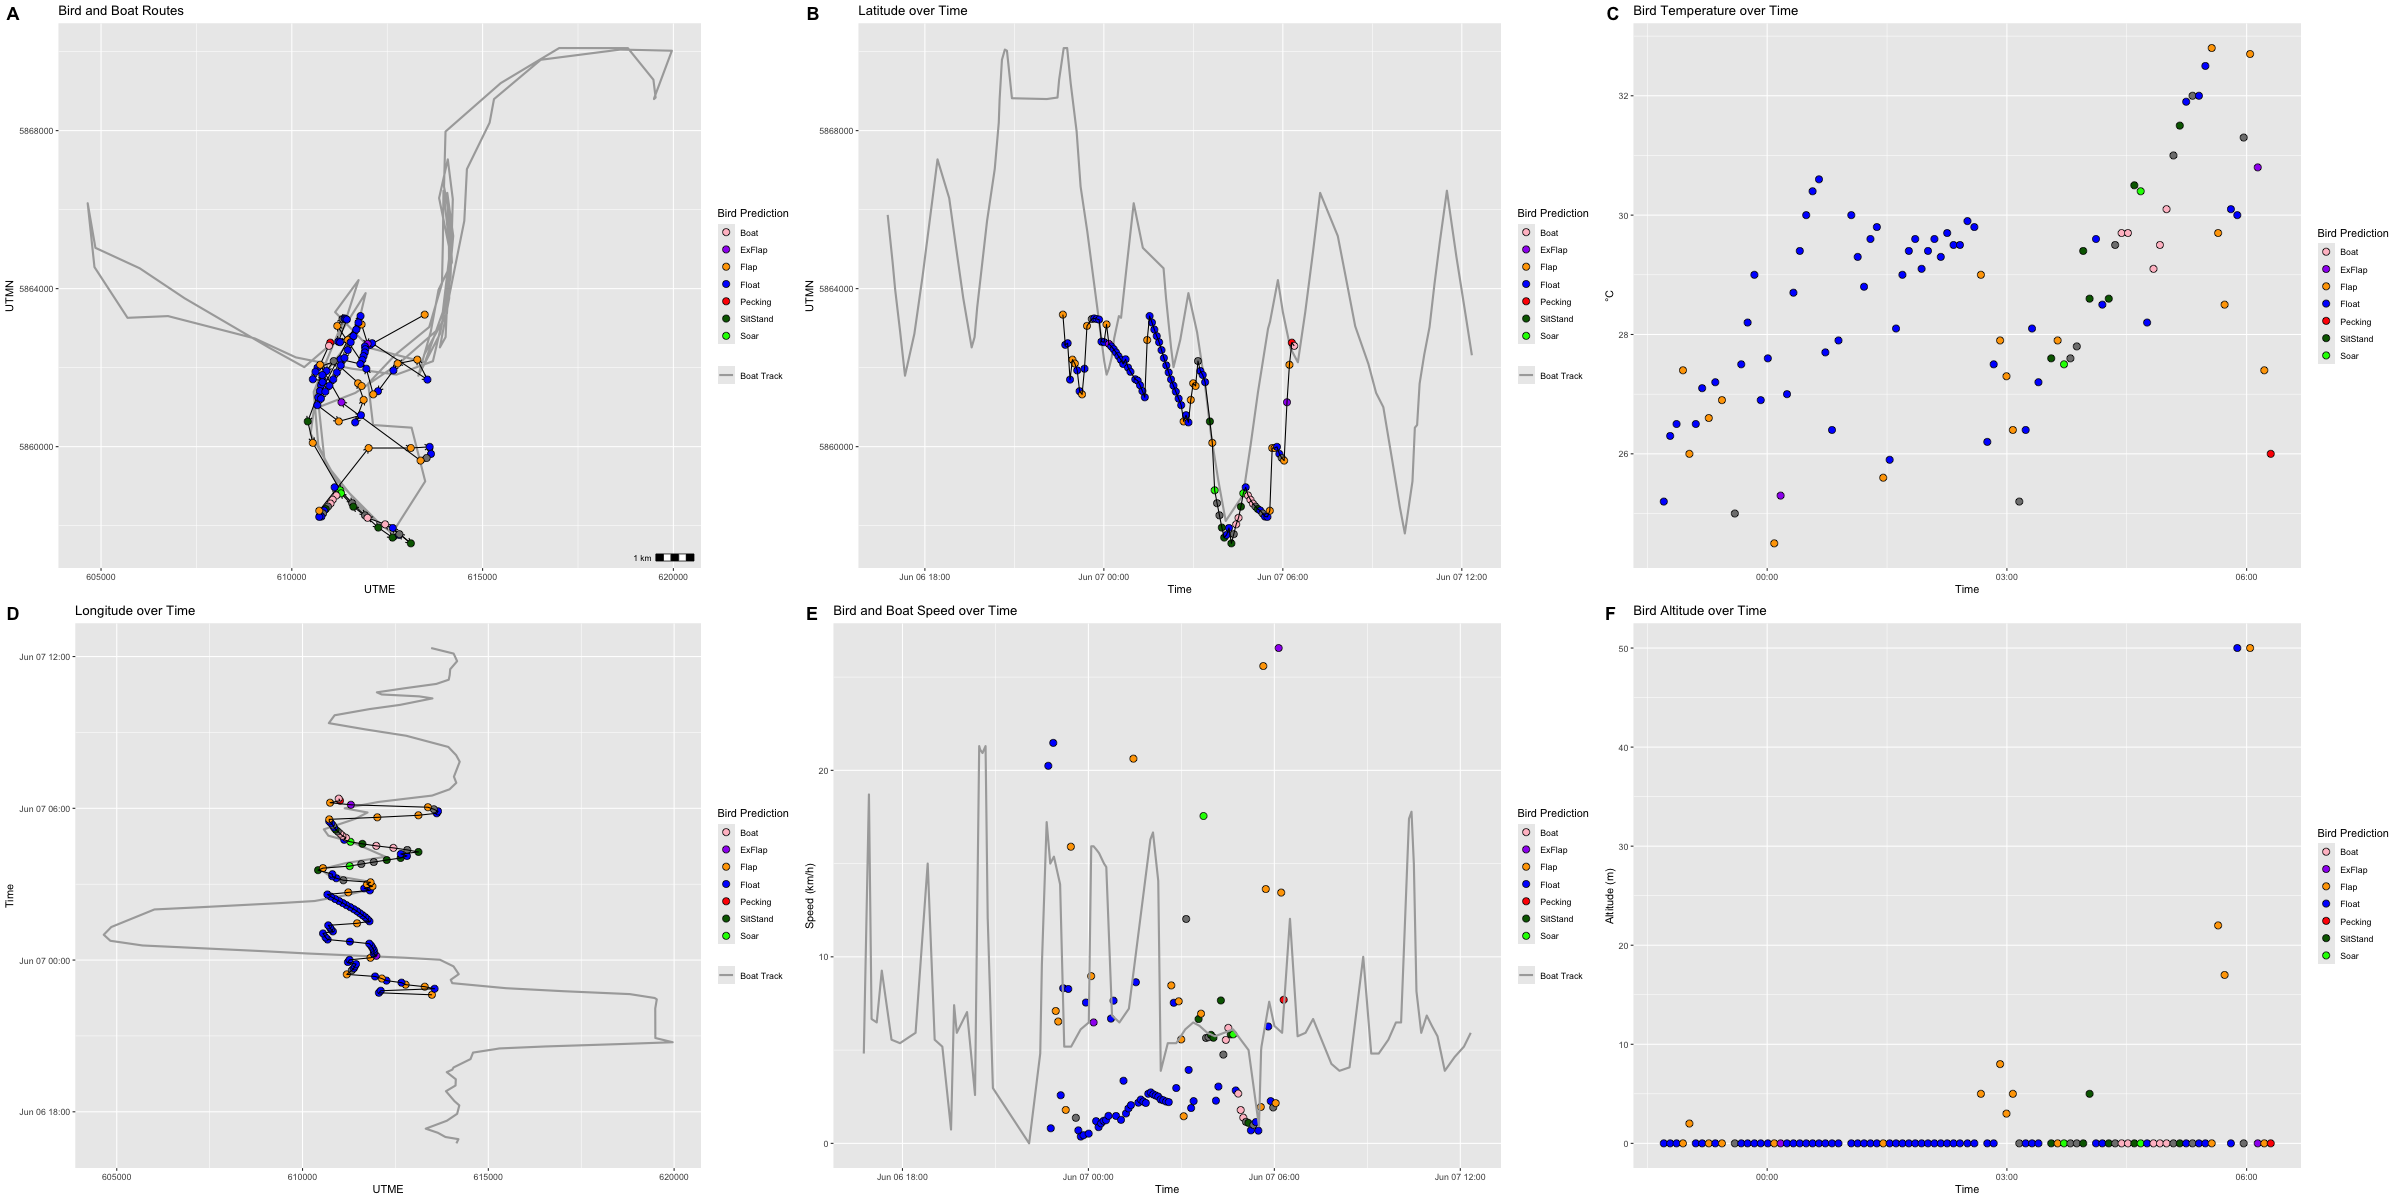 A Bird and Boat Routes
5868000
5864000
5860000
UTMN
605000 610000 615000 620000
UTME
1 km
Bird Prediction
Boat
ExFlap
Flap
Float
Pecking
SitStand
Soar
Boat Track
B Latitude over Time
5868000
5864000
5860000
UTMN
Jun 06 18:00 Jun 07 00:00 Jun 07 06:00 Jun 07 12:00
Time
Bird Prediction
Boat
ExFlap
Flap
Float
Pecking
SitStand
Soar
Boat Track
C Bird Temperature over Time
32
30
28
26
°C
00:00 03:00 06:00
Time
Bird Prediction
Boat
ExFlap
Flap
Float
Pecking
SitStand
Soar
D Longitude over Time
Jun 07 12:00
Jun 07 06:00
Jun 07 00:00
Jun 06 18:00
Time
605000 610000 615000 620000
UTME
Bird Prediction
Boat
ExFlap
Flap
Float
Pecking
SitStand
Soar
Boat Track
E Bird and Boat Speed over Time
20
10
0
Speed (km/h)
Jun 06 18:00 Jun 07 00:00 Jun 07 06:00 Jun 07 12:00
Time
Bird Prediction
Boat
ExFlap
Flap
Float
Pecking
SitStand
Soar
Boat Track
F Bird Altitude over Time
50
40
30
20
10
0
Altitude (m)
00:00 03:00 06:00
Time
Bird Prediction
Boat
ExFlap
Flap
Float
Pecking
SitStand
Soar